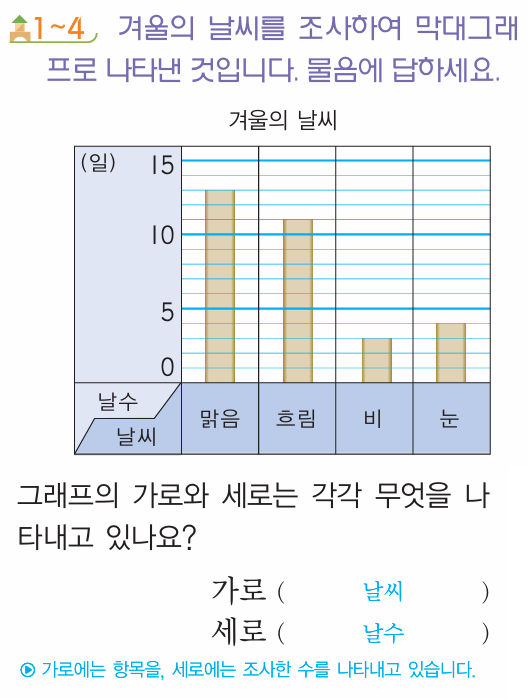 1~4 겨울의 날씨를 조사하여 막대그래
프로 나타낸 것입니다. 물음에 답하세요.
겨울의 날씨
(일) 15
10
5
0
날수
날씨 맑음 흐림 비 눈
그래프의 가로와 세로는 각각 무엇을 나
타내고 있나요?
가로 ( 날씨 )
세로 ( 날수 )
가로에는 항목을, 세로에는 조사한 수를 나타내고 있습니다.